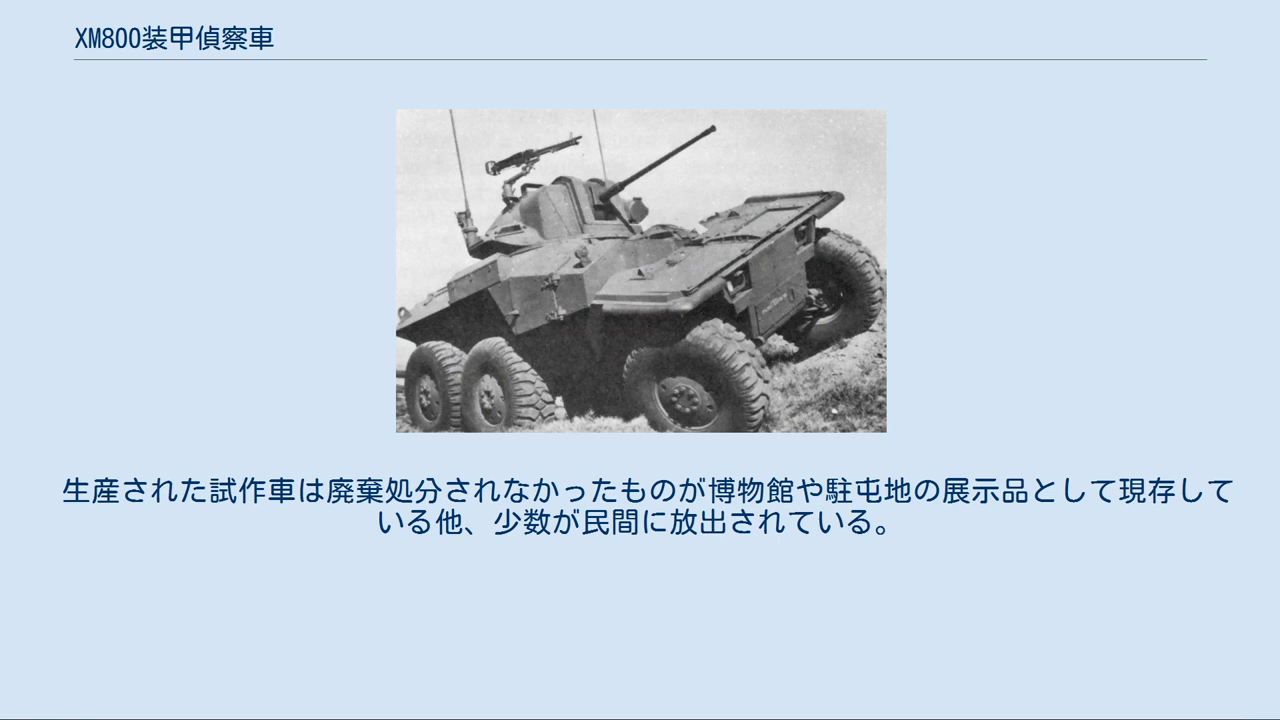 XM800装甲偵察車
生産された試作車は廃棄処分されなかったものが博物館や駐屯地の展示品として現存して
いる他、少数が民間に放出されている。